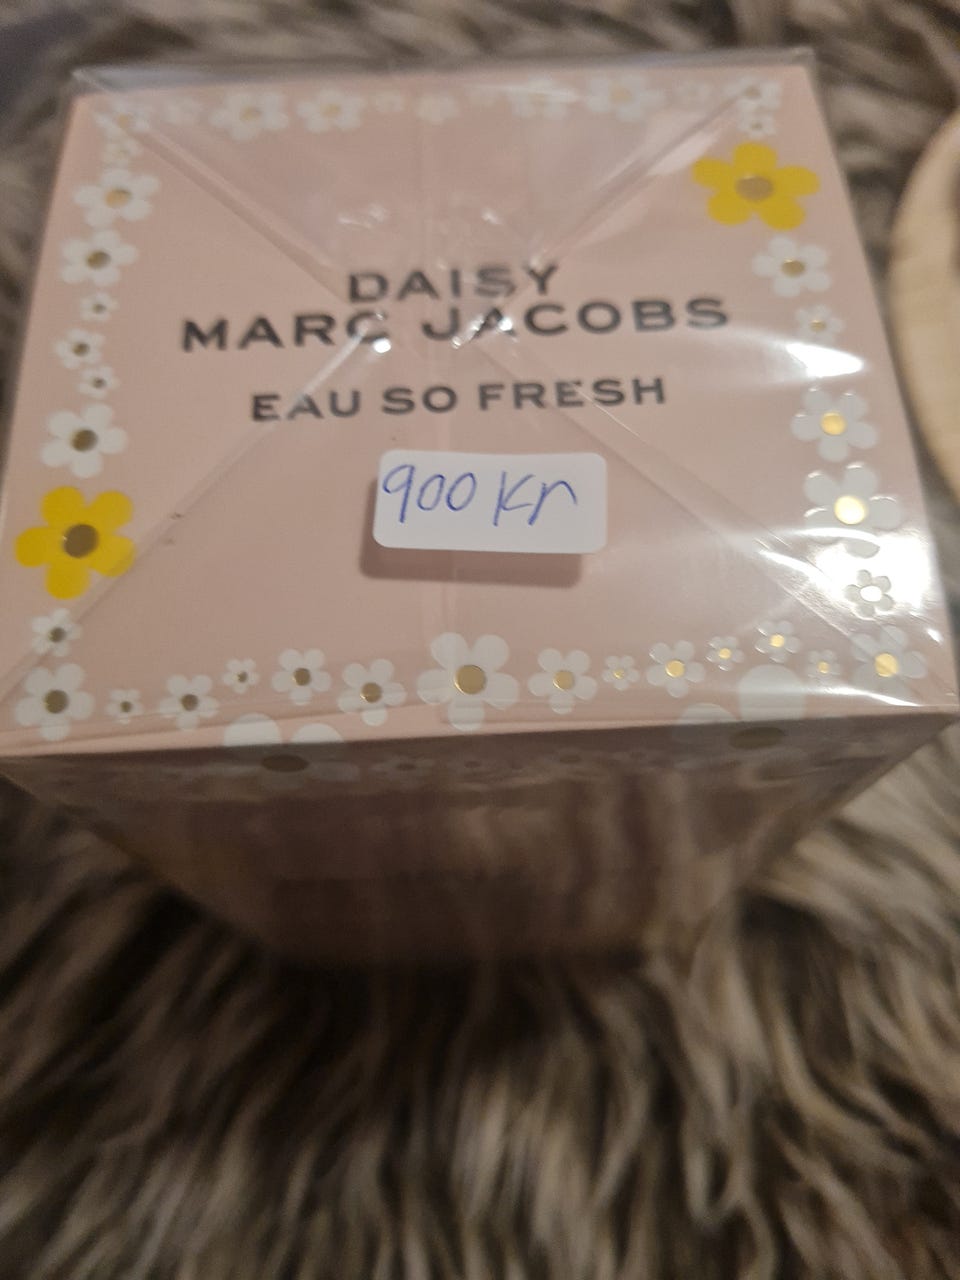 DAISY
MARC JACOBS
EAU SO FRESH
900 kr